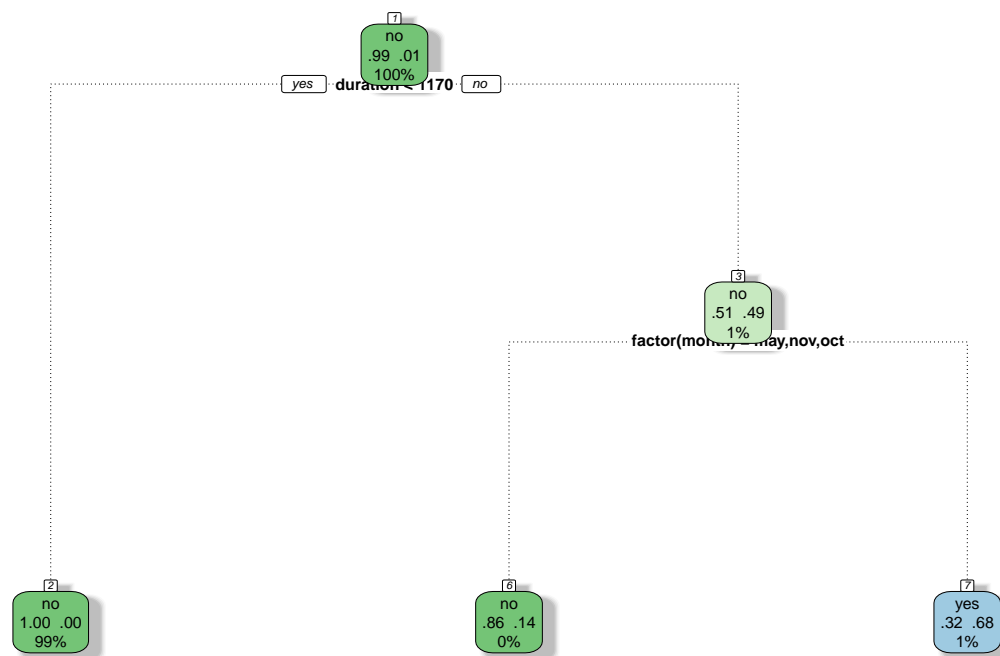 1
no
.99 .01
100%
yes duration < 1170 no
3
no
.51 .49
1%
factor(month) = may,nov,oct
2
no
1.00 .00
99%
6
no
.86 .14
0%
7
yes
.32 .68
1%